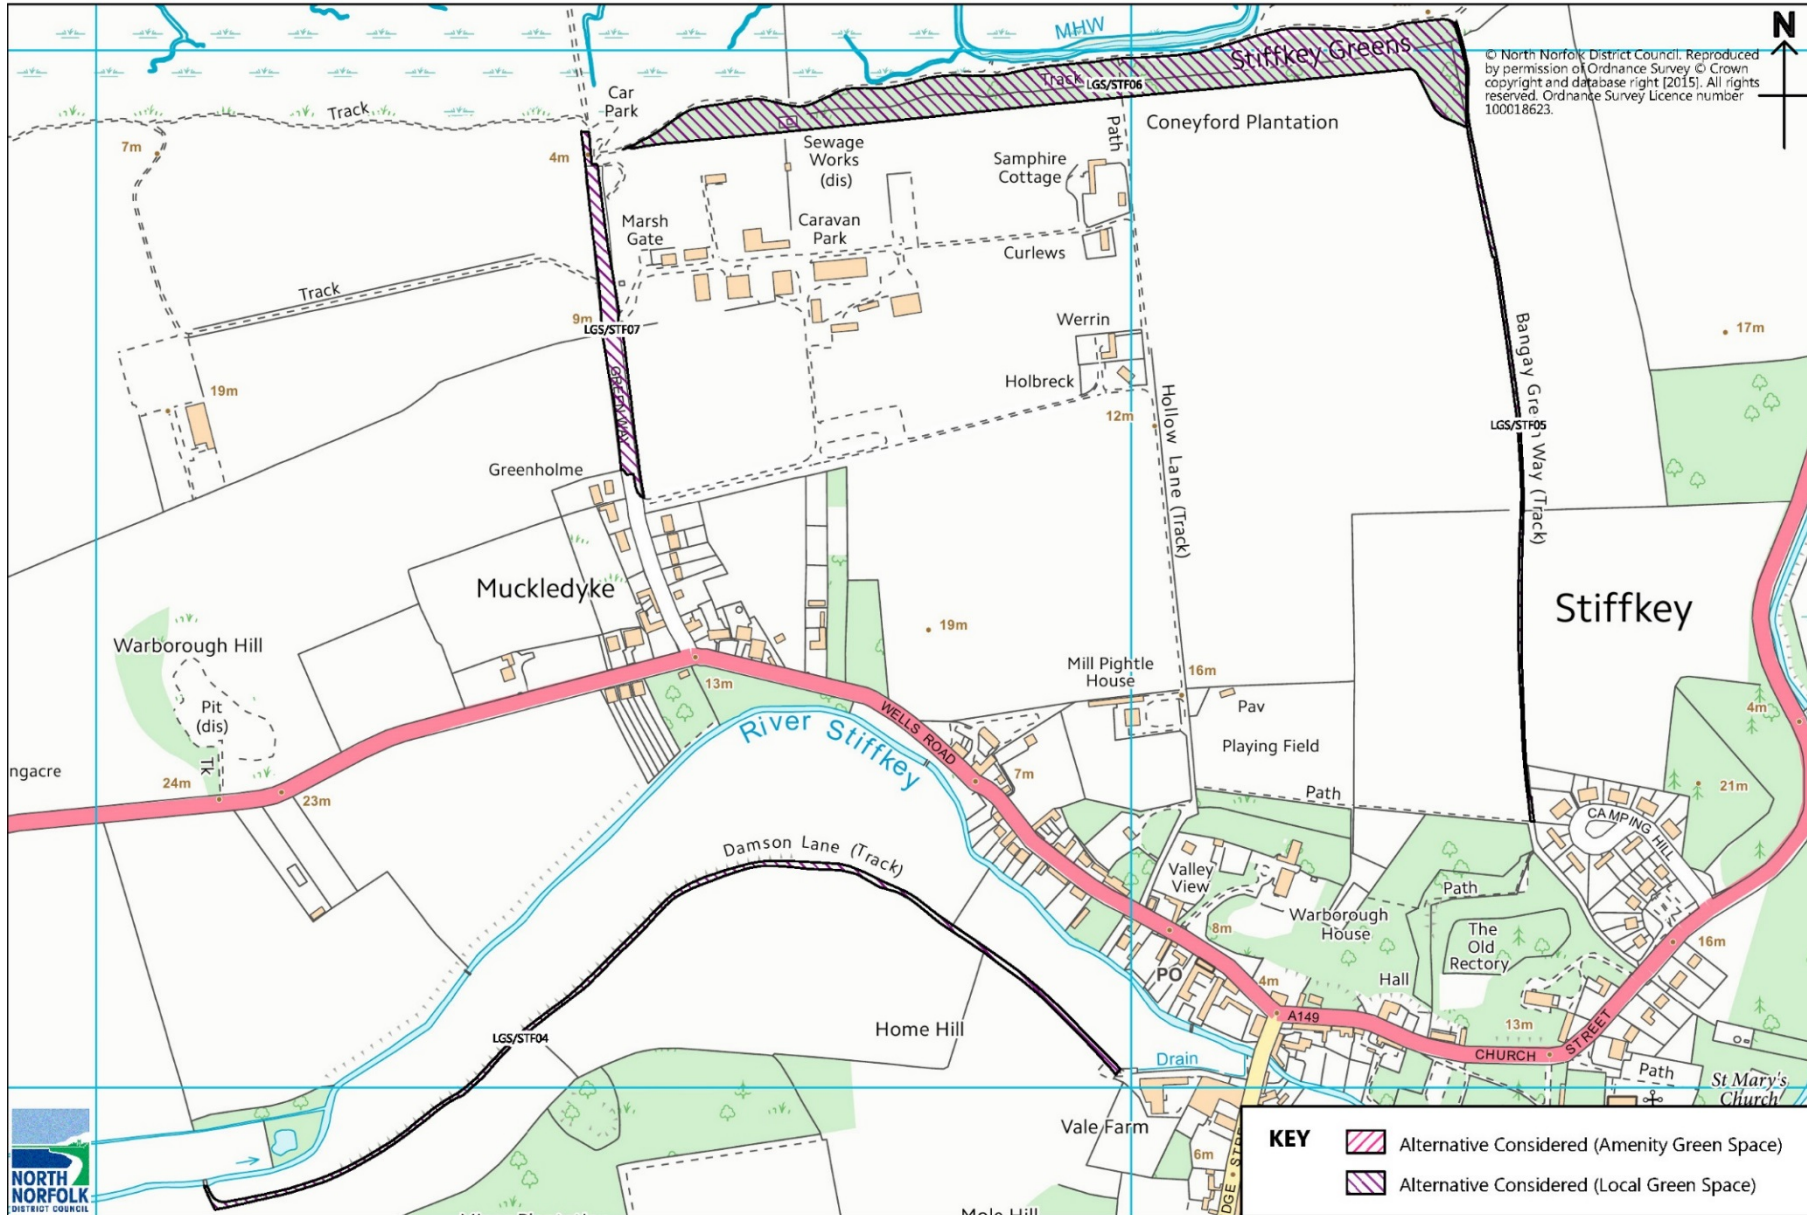 MHW
Stiffkey Greens
N
© North Norfolk District Council. Reproduced
by permission of Ordnance Survey © Crown
copyright and database right [2015]. All rights
reserved. Ordnance Survey Licence number
100018623.
Car
Park
Track
Track
LGS/STF06
7m
4m
Path
Coneyford Plantation
Sewage
Works
(dis)
Samphire
Cottage
Marsh
Gate
Caravan
Park
Curlews
Track
9m
LGS/STF07
Werrin
17m
GREENWAY
Bangay Green Way (Track)
19m
Holbreck
12m
Hollow Lane (Track)
LGS/STF05
Greenholme
Muckledyke
Stiffkey
Warborough Hill
19m
Mill Pightle
House
16m
13m
Pit
(dis)
Pav
4m
River Stiffkey
WELLS ROAD
Playing Field
Tk
ngacre
24m
23m
7m
21m
Path
CAMPING HILL
Damson Lane (Track)
Valley
View
Path
Warborough
House
8m
The
Old
Rectory
16m
PO
Hall
4m
A149
13m
LGS/STF04
Home Hill
CHURCH
STREET
Drain
Path
St Mary's
Church
Vale Farm
6m
KEY
Alternative Considered (Amenity Green Space)
Alternative Considered (Local Green Space)
NORTH
NORFOLK
DISTRICT COUNCIL